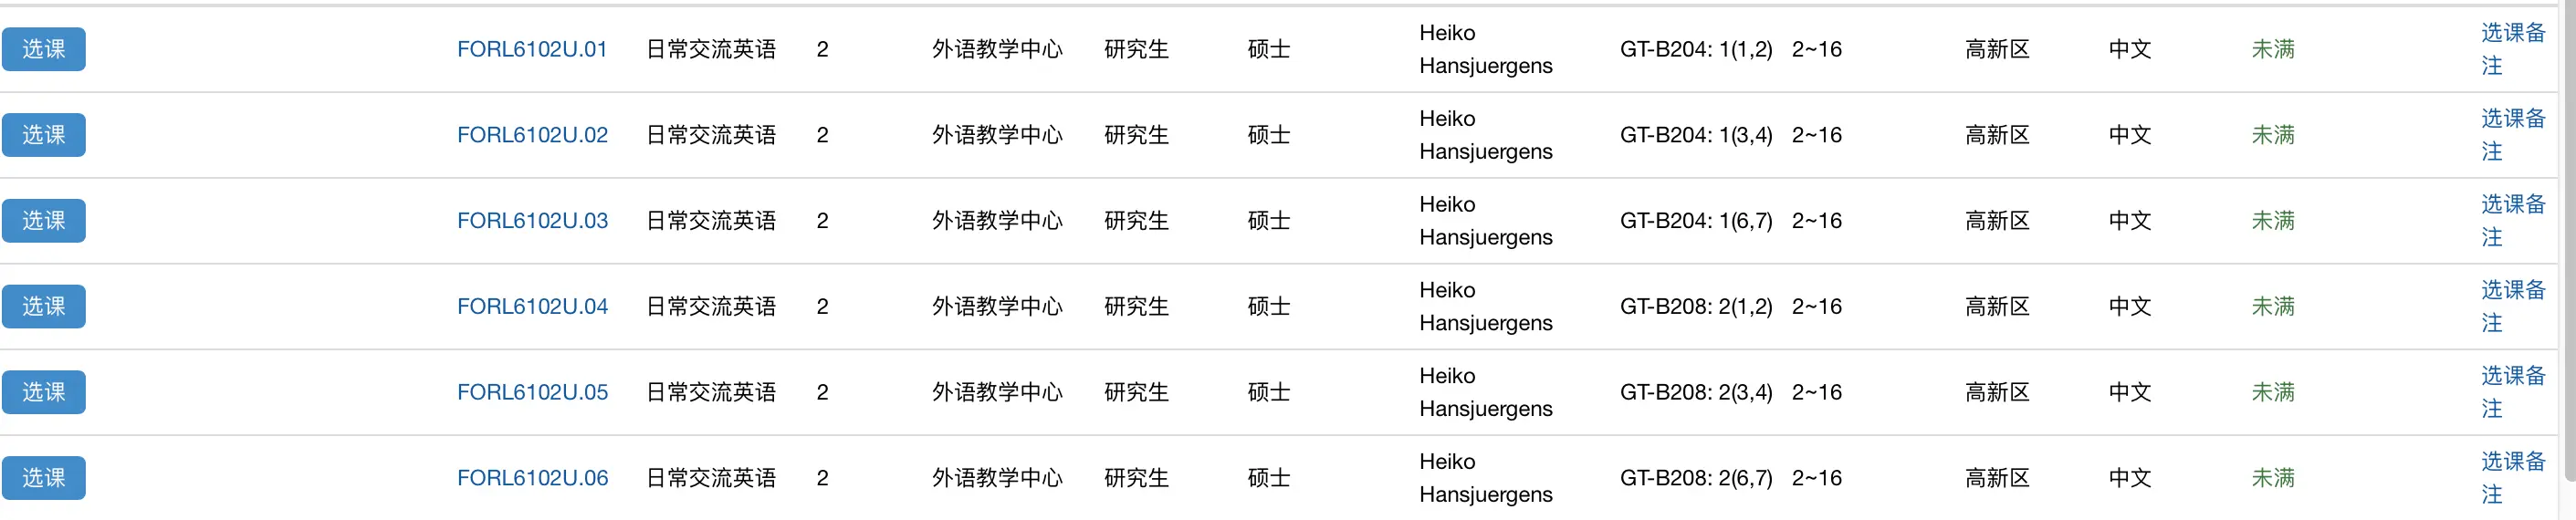 选课 FORL6102U.01 日常交流英语 2 外语教学中心 研究生 硕士 Heiko Hansjuergens GT-B204: 1(1,2) 2~16 高新区 中文 未满 选课备注
选课 FORL6102U.02 日常交流英语 2 外语教学中心 研究生 硕士 Heiko Hansjuergens GT-B204: 1(3,4) 2~16 高新区 中文 未满 选课备注
选课 FORL6102U.03 日常交流英语 2 外语教学中心 研究生 硕士 Heiko Hansjuergens GT-B204: 1(6,7) 2~16 高新区 中文 未满 选课备注
选课 FORL6102U.04 日常交流英语 2 外语教学中心 研究生 硕士 Heiko Hansjuergens GT-B208: 2(1,2) 2~16 高新区 中文 未满 选课备注
选课 FORL6102U.05 日常交流英语 2 外语教学中心 研究生 硕士 Heiko Hansjuergens GT-B208: 2(3,4) 2~16 高新区 中文 未满 选课备注
选课 FORL6102U.06 日常交流英语 2 外语教学中心 研究生 硕士 Heiko Hansjuergens GT-B208: 2(6,7) 2~16 高新区 中文 未满 选课备注